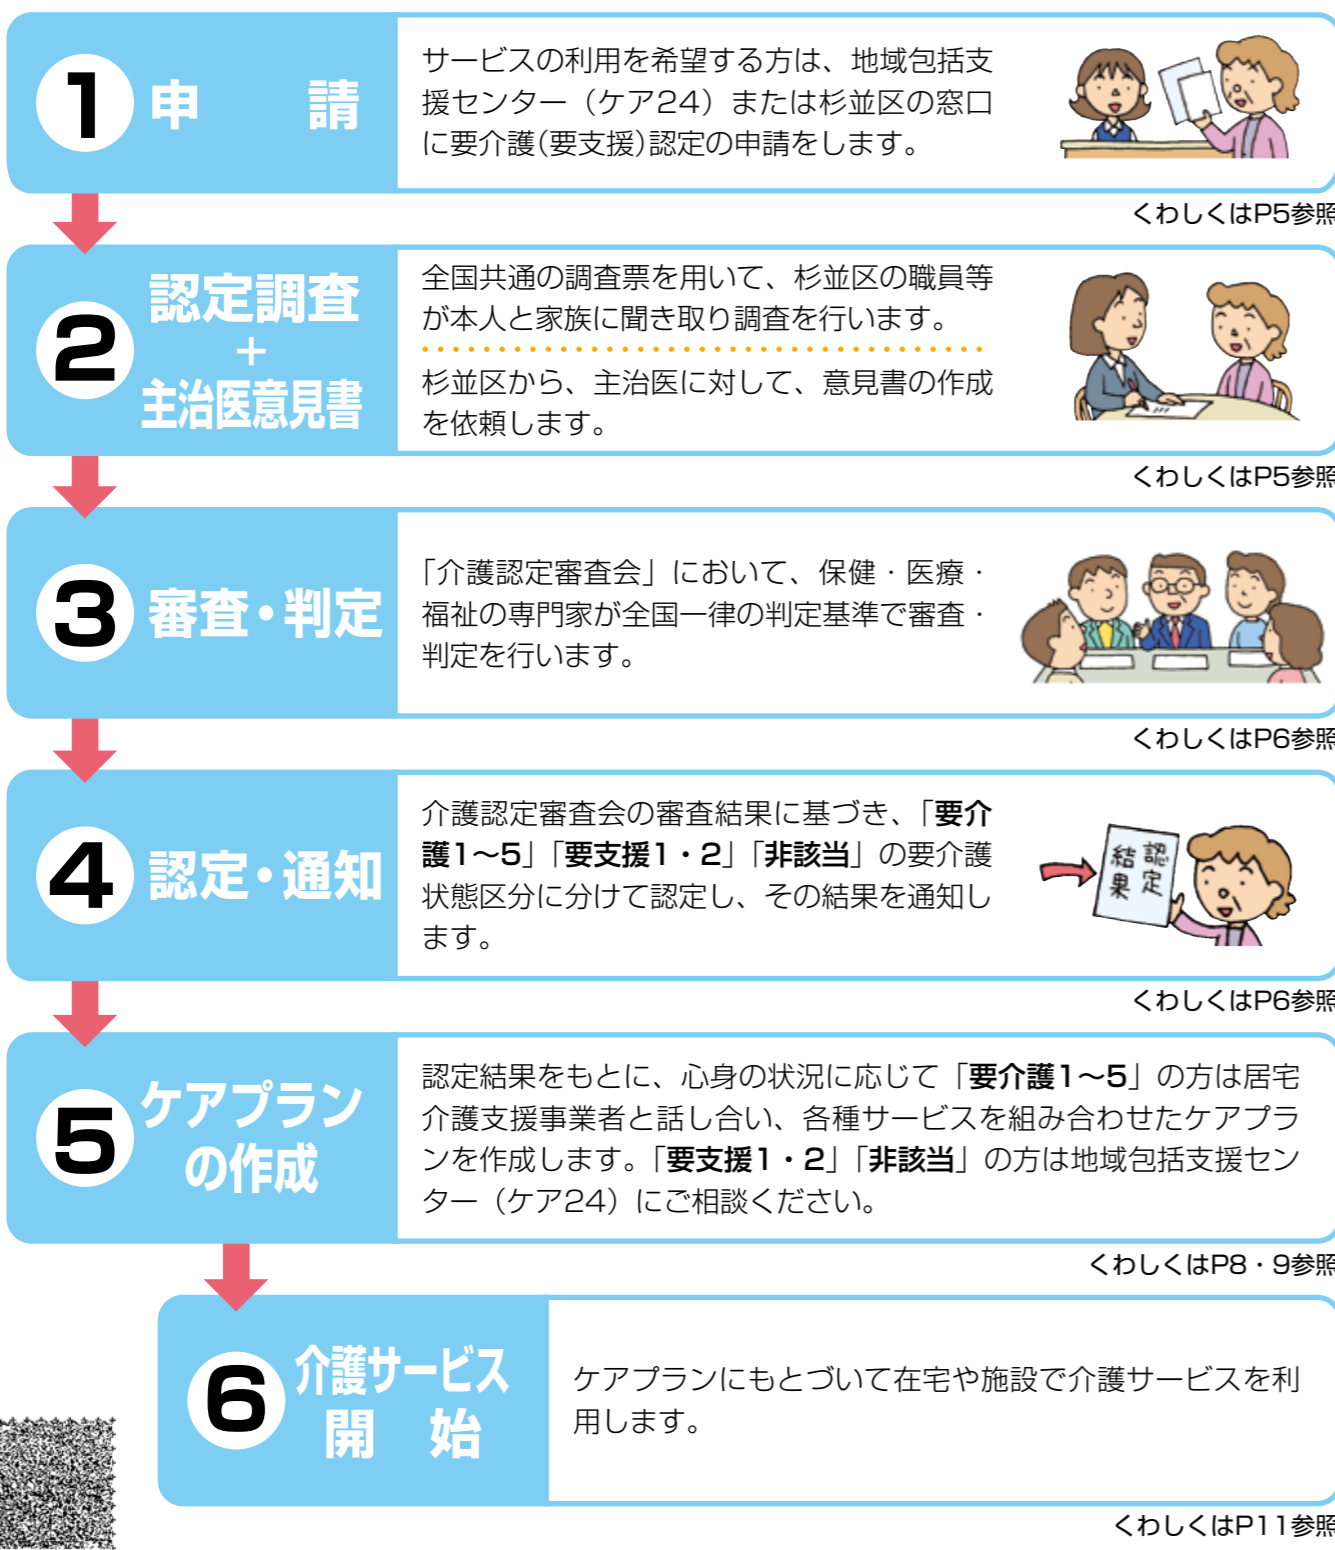 1 申請
サービスの利用を希望する方は、地域包括支
援センター（ケア24）または杉並区の窓口
に要介護(要支援)認定の申請をします。
くわしくはP5参照
2 認定調査
＋
主治医意見書
全国共通の調査票を用いて、杉並区の職員等
が本人と家族に聞き取り調査を行います。
杉並区から、主治医に対して、意見書の作成
を依頼します。
くわしくはP5参照
3 審査・判定
「介護認定審査会」において、保健・医療・
福祉の専門家が全国一律の判定基準で審査・
判定を行います。
くわしくはP6参照
4 認定・通知
介護認定審査会の審査結果に基づき、「要介
護1〜5」「要支援1・2」「非該当」の要介護
状態区分に分けて認定し、その結果を通知し
ます。
認定
結果
くわしくはP6参照
5 ケアプラン
の作成
認定結果をもとに、心身の状況に応じて「要介護1〜5」の方は居宅
介護支援事業者と話し合い、各種サービスを組み合わせたケアプラ
ンを作成します。「要支援1・2」「非該当」の方は地域包括支援セン
ター（ケア24）にご相談ください。
くわしくはP8・9参照
6 介護サービス
開始
ケアプランにもとづいて在宅や施設で介護サービスを利
用します。
くわしくはP11参照